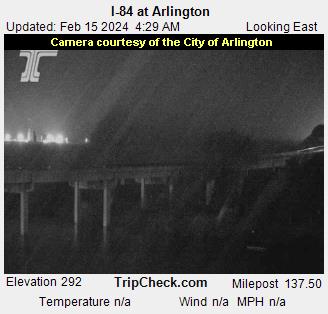 I-84 at Arlington
Updated: Feb 15 2024 4:29 AM Looking East
Camera courtesy of the City of Arlington
Elevation 292 TripCheck.com Milepost 137.50
Temperature n/a Wind n/a MPH n/a